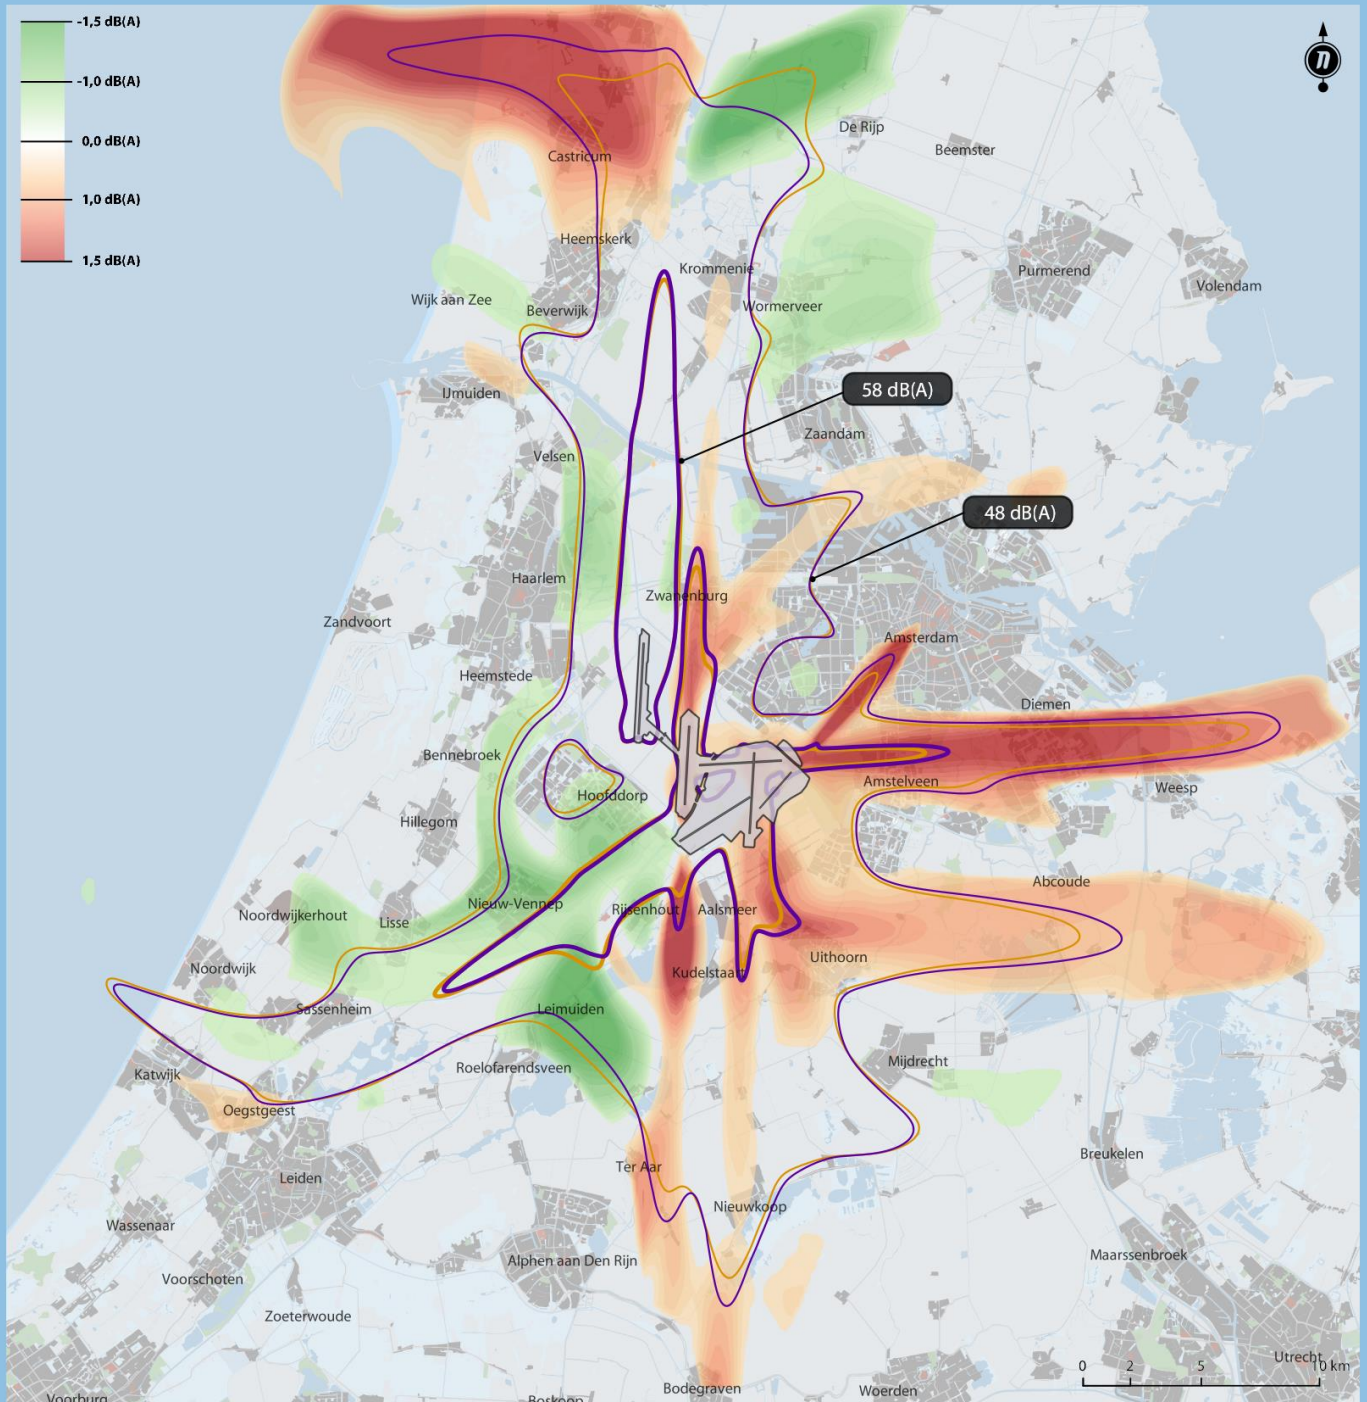 -1,5 dB(A)
-1,0 dB(A)
0,0 dB(A)
1,0 dB(A)
1,5 dB(A)
n
De Rijp
Beemster
Castricum
Heemskerk
Krommenie
Purmerend
Volendam
Wijk aan Zee
Beverwijk
Wormerveer
58 dB(A)
IJmuiden
Zaandam
Velsen
48 dB(A)
Haarlem
Zwanenburg
Zandvoort
Amsterdam
Heemstede
Diemen
Bennebroek
Amstelveen
Weesp
Hoofddorp
Hillegom
Abcoude
Nieuw-Vennep
Rijsenhout
Aalsmeer
Noordwijkerhout
Lisse
Uithoorn
Noordwijk
Kudelstaart
Sassenheim
Leimuiden
Mijdrecht
Roelofarendsveen
Katwijk
Oegstgeest
Breukelen
Ter Aar
Leiden
Nieuwkoop
Wassenaar
Maarssenbroek
Alphen aan Den Rijn
Voorschoten
Zoeterwoude
Utrecht
0 2 5 10 km
Bodegraven
Woerden
Voorburg
Boskoop